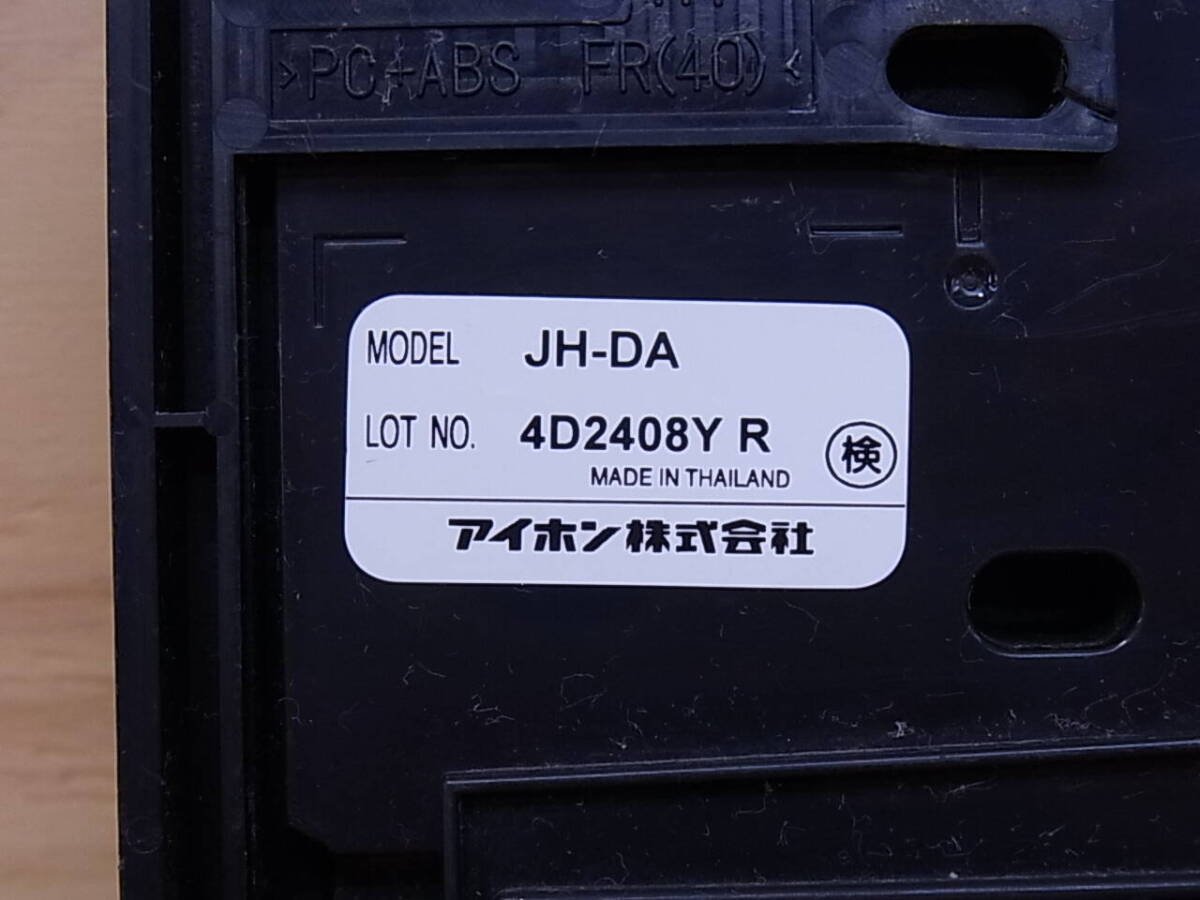 >PC+ABS FR(40)<
MODEL JH-DA
LOT NO. 4D2408Y R
検
MADE IN THAILAND
アイホン株式会社